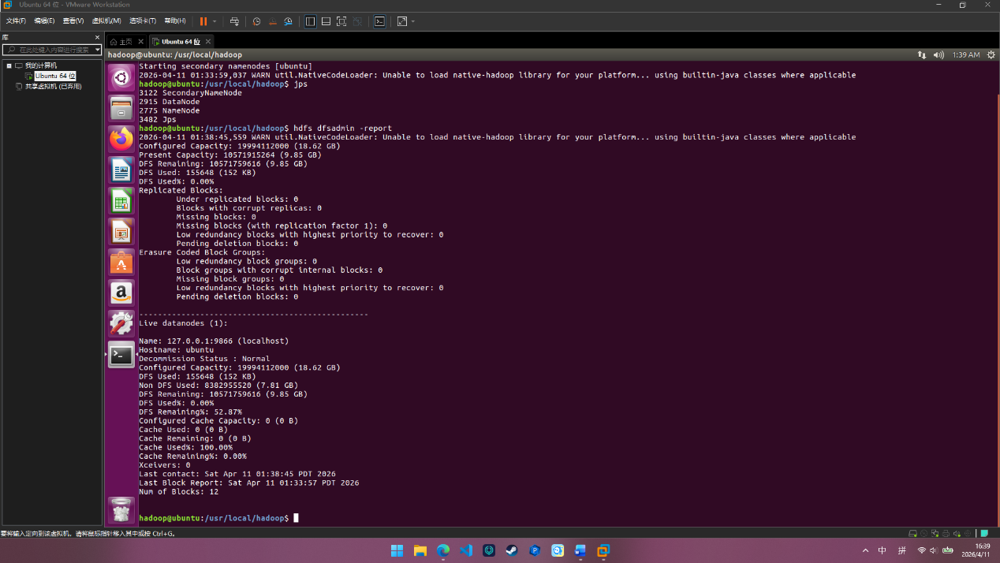 Ubuntu 64 位 - VMware Workstation
文件(F) 编辑(E) 查看(V) 虚拟机(M) 选项卡(T) 帮助(H)
库
在此处键入内容进行搜索
我的计算机
Ubuntu 64 位
共享虚拟机 (已弃用)
主页 Ubuntu 64 位
hadoop@ubuntu: /usr/local/hadoop 1:39 AM
Starting secondary namenodes [ubuntu]
2026-04-11 01:33:59,037 WARN util.NativeCodeLoader: Unable to load native-hadoop library for your platform... using builtin-java classes where applicable
hadoop@ubuntu:/usr/local/hadoop$ jps
3122 SecondaryNameNode
2915 DataNode
2775 NameNode
3482 Jps
hadoop@ubuntu:/usr/local/hadoop$ hdfs dfsadmin -report
2026-04-11 01:38:45,559 WARN util.NativeCodeLoader: Unable to load native-hadoop library for your platform... using builtin-java classes where applicable
Configured Capacity: 19994112000 (18.62 GB)
Present Capacity: 10571915264 (9.85 GB)
DFS Remaining: 10571759616 (9.85 GB)
DFS Used: 155648 (152 KB)
DFS Used%: 0.00%
Replicated Blocks:
Under replicated blocks: 0
Blocks with corrupt replicas: 0
Missing blocks: 0
Missing blocks (with replication factor 1): 0
Low redundancy blocks with highest priority to recover: 0
Pending deletion blocks: 0
Erasure Coded Block Groups:
Low redundancy block groups: 0
Block groups with corrupt internal blocks: 0
Missing block groups: 0
Low redundancy blocks with highest priority to recover: 0
Pending deletion blocks: 0
-------------------------------------------------
Live datanodes (1):
Name: 127.0.0.1:9866 (localhost)
Hostname: ubuntu
Decommission Status : Normal
Configured Capacity: 19994112000 (18.62 GB)
DFS Used: 155648 (152 KB)
Non DFS Used: 8382955520 (7.81 GB)
DFS Remaining: 10571759616 (9.85 GB)
DFS Used%: 0.00%
DFS Remaining%: 52.87%
Configured Cache Capacity: 0 (0 B)
Cache Used: 0 (0 B)
Cache Remaining: 0 (0 B)
Cache Used%: 100.00%
Cache Remaining%: 0.00%
Xceivers: 0
Last contact: Sat Apr 11 01:38:45 PDT 2026
Last Block Report: Sat Apr 11 01:33:57 PDT 2026
Num of Blocks: 12
hadoop@ubuntu:/usr/local/hadoop$
要将输入定向到该虚拟机，请将鼠标指针移入其中或按 Ctrl+G。
中 拼 16:39
2026/4/11